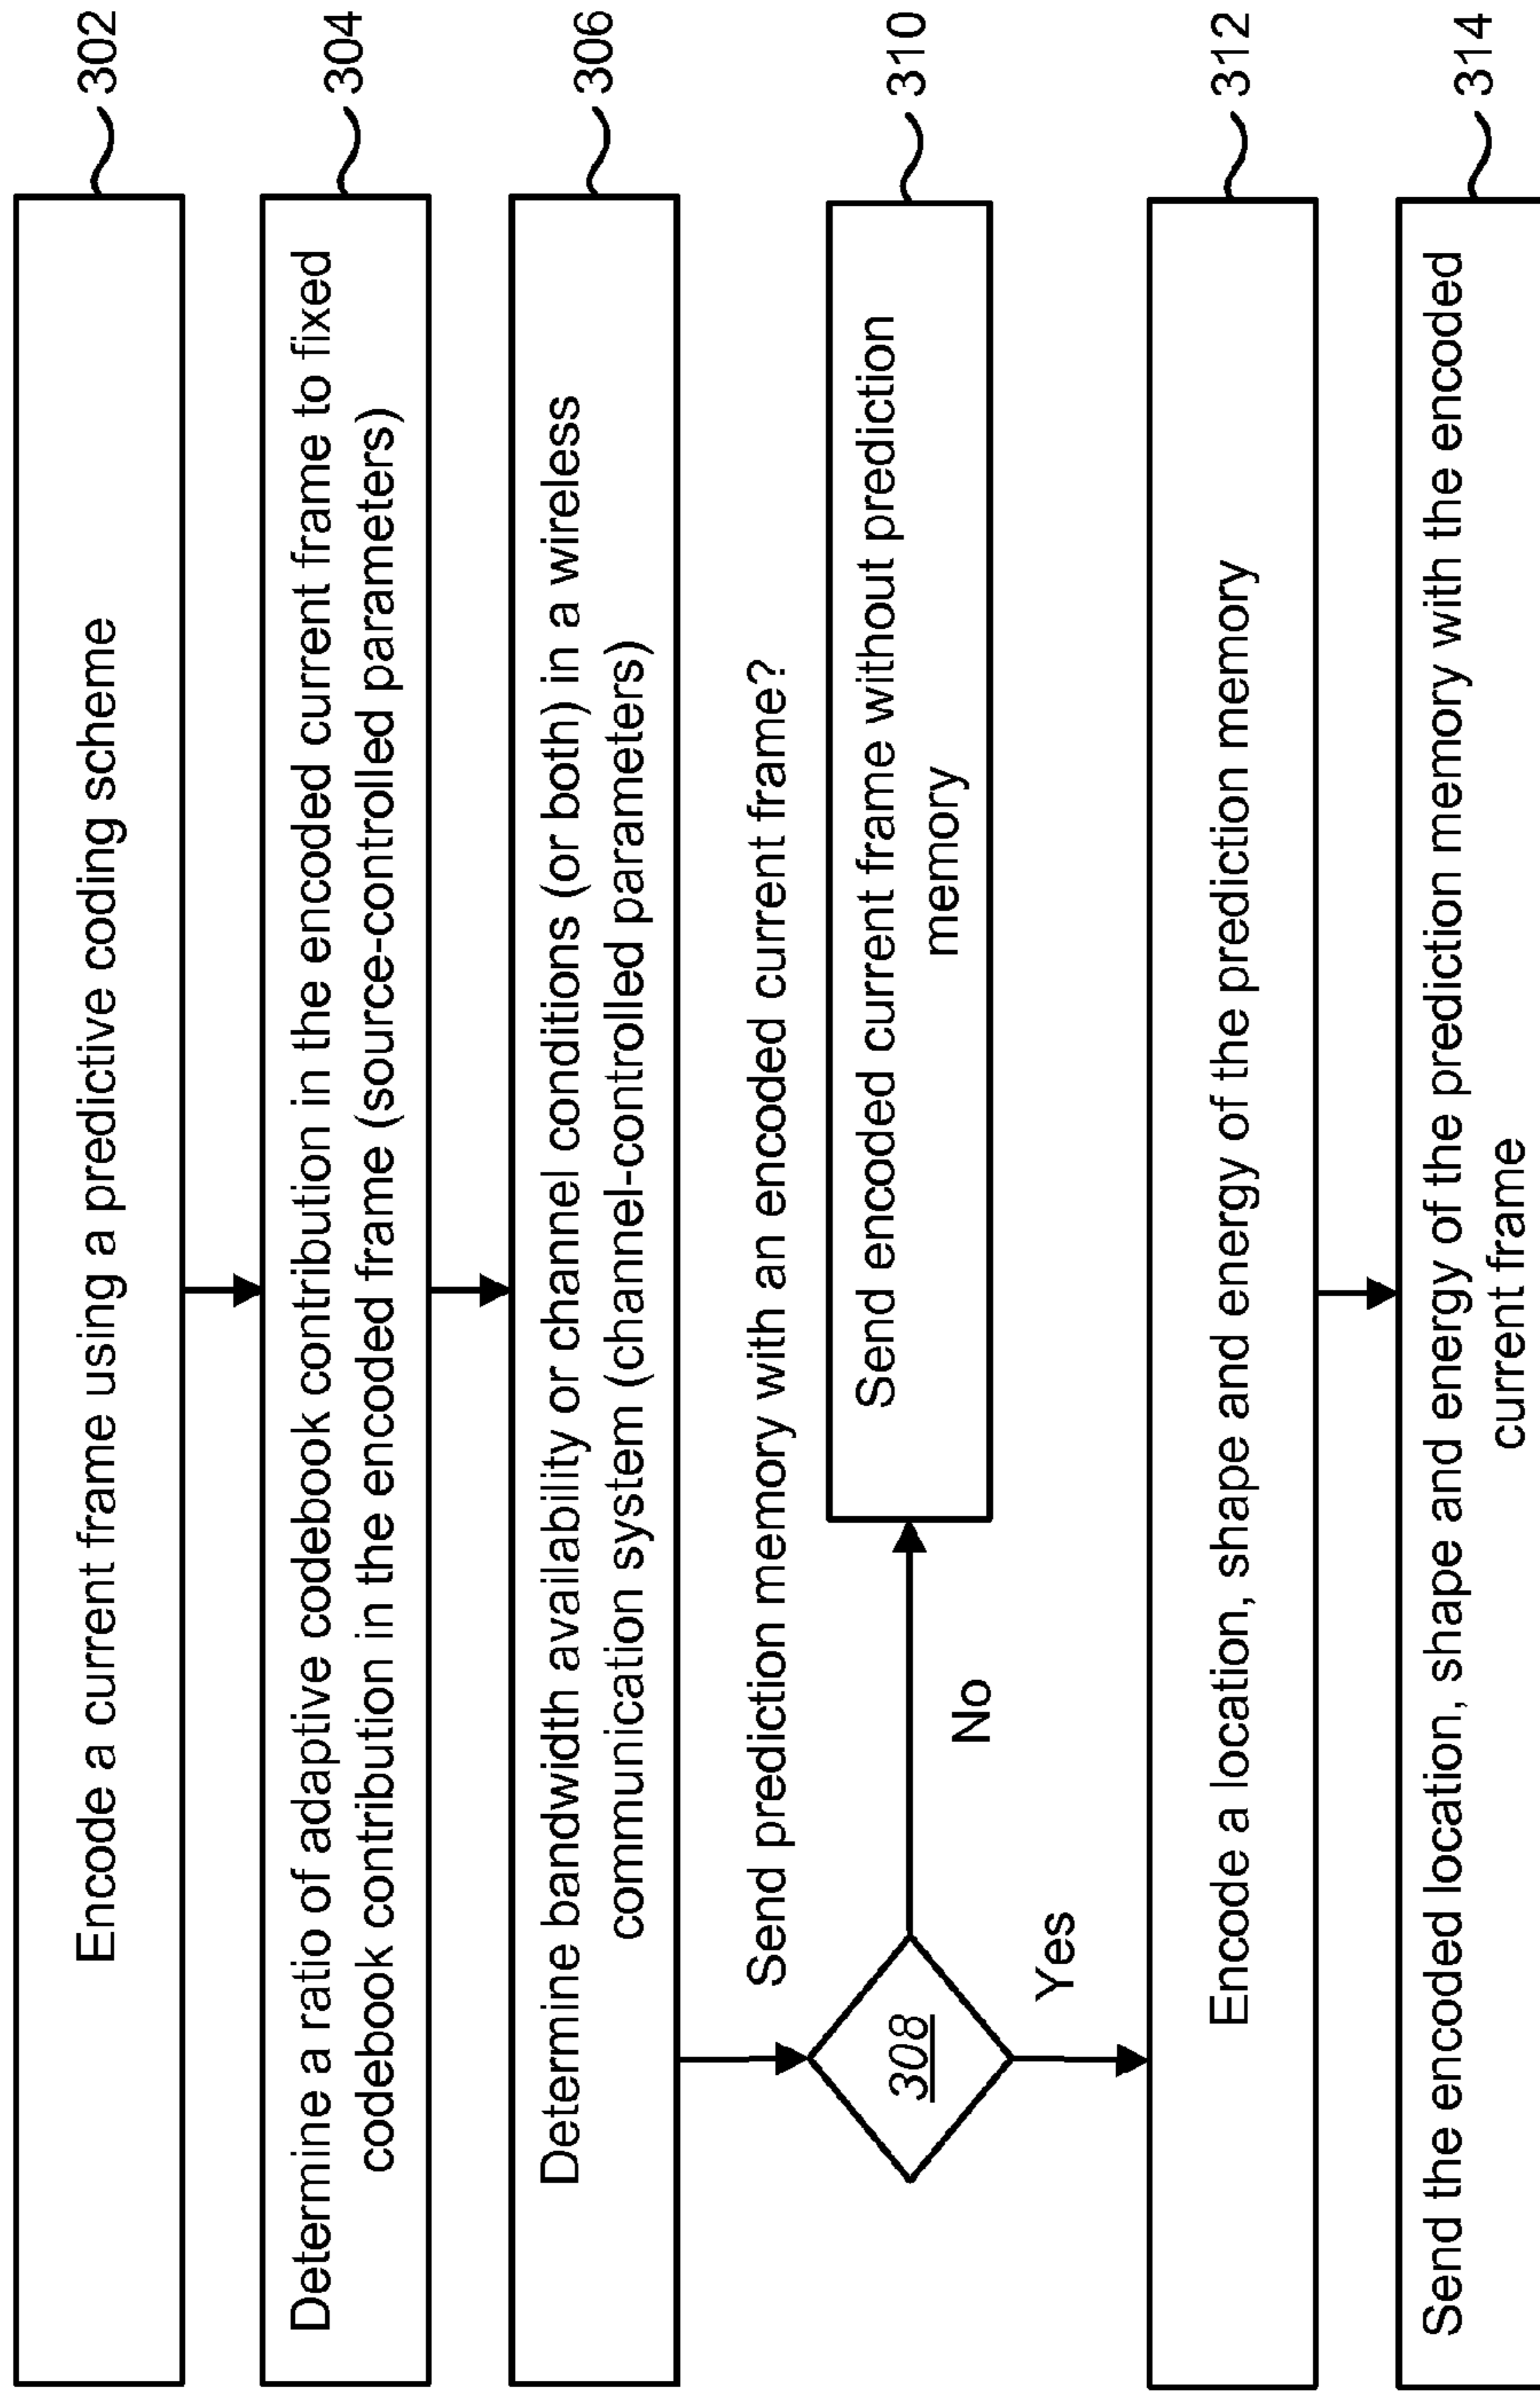 Encode a current frame using a predictive coding scheme
302
Determine a ratio of adaptive codebook contribution in the encoded current frame to fixed
codebook contribution in the encoded frame (source-controlled parameters)
304
Determine bandwidth availability or channel conditions (or both) in a wireless
communication system (channel-controlled parameters)
306
Send prediction memory with an encoded current frame?
308
No
Send encoded current frame without prediction
memory
310
Yes
Encode a location, shape and energy of the prediction memory
312
Send the encoded location, shape and energy of the prediction memory with the encoded
current frame
314